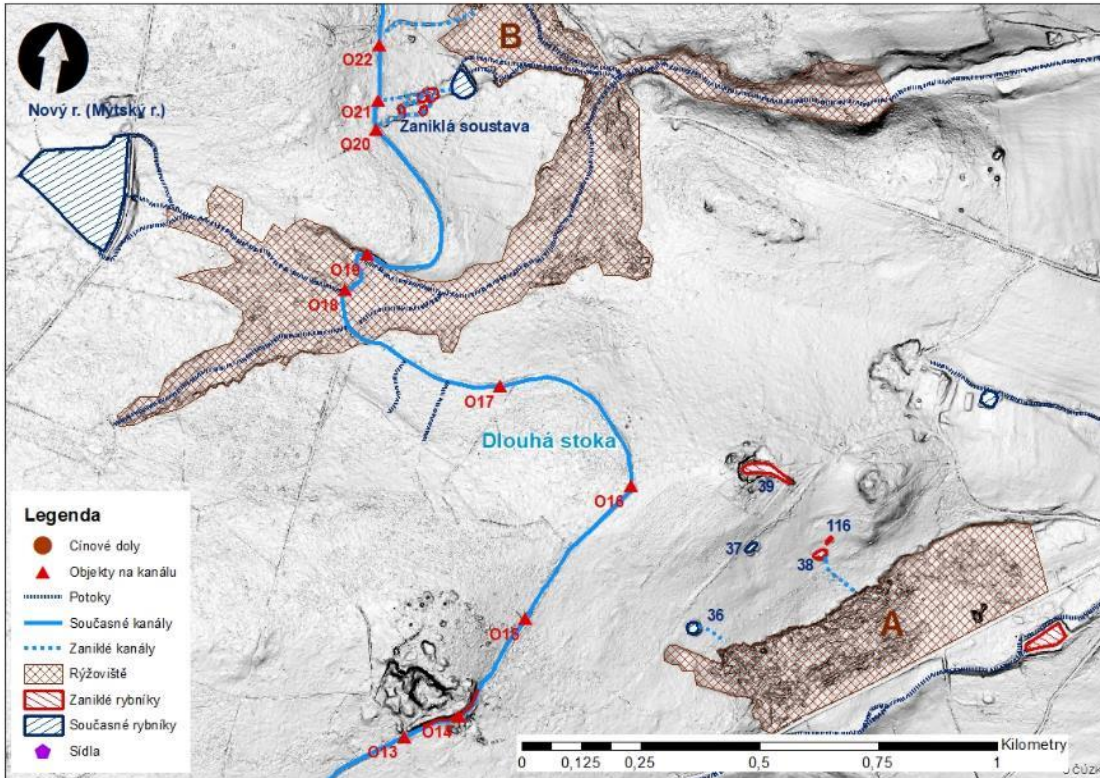 B
O22
Nový r. (Mýtský r.)
O21
Zaniklá soustava
O20
O19
O18
O17
Dlouhá stoka
O16
39
116
37
38
36
A
O15
O14
O13
Legenda
Cínové doly
Objekty na kanálu
Potoky
Současné kanály
Zaniklé kanály
Rýžoviště
Zaniklé rybníky
Současné rybníky
Sídla
Kilometry
0 0,125 0,25 0,5 0,75 1
ČÚZK